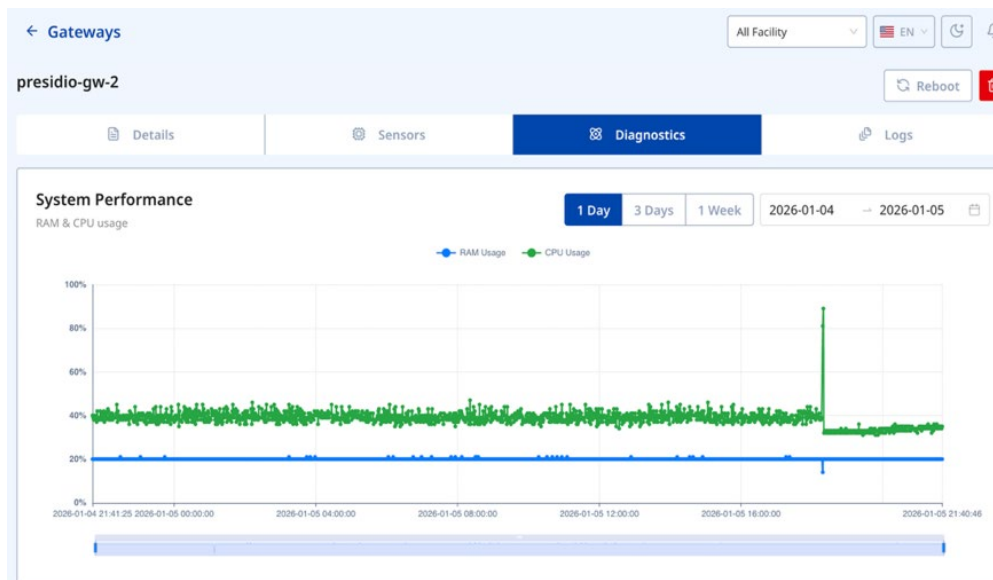 ← Gateways
All Facility
EN
presidio-gw-2
Reboot
Details
Sensors
Diagnostics
Logs
System Performance
RAM & CPU usage
1 Day
3 Days
1 Week
2026-01-04 → 2026-01-05
RAM Usage
CPU Usage
100%
80%
60%
40%
20%
0%
2026-01-04 21:41:25
2026-01-05 00:00:00
2026-01-05 04:00:00
2026-01-05 08:00:00
2026-01-05 12:00:00
2026-01-05 16:00:00
2026-01-05 21:40:46